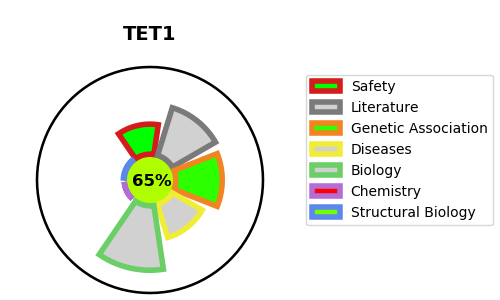 TET1
65%
Safety
Literature
Genetic Association
Diseases
Biology
Chemistry
Structural Biology